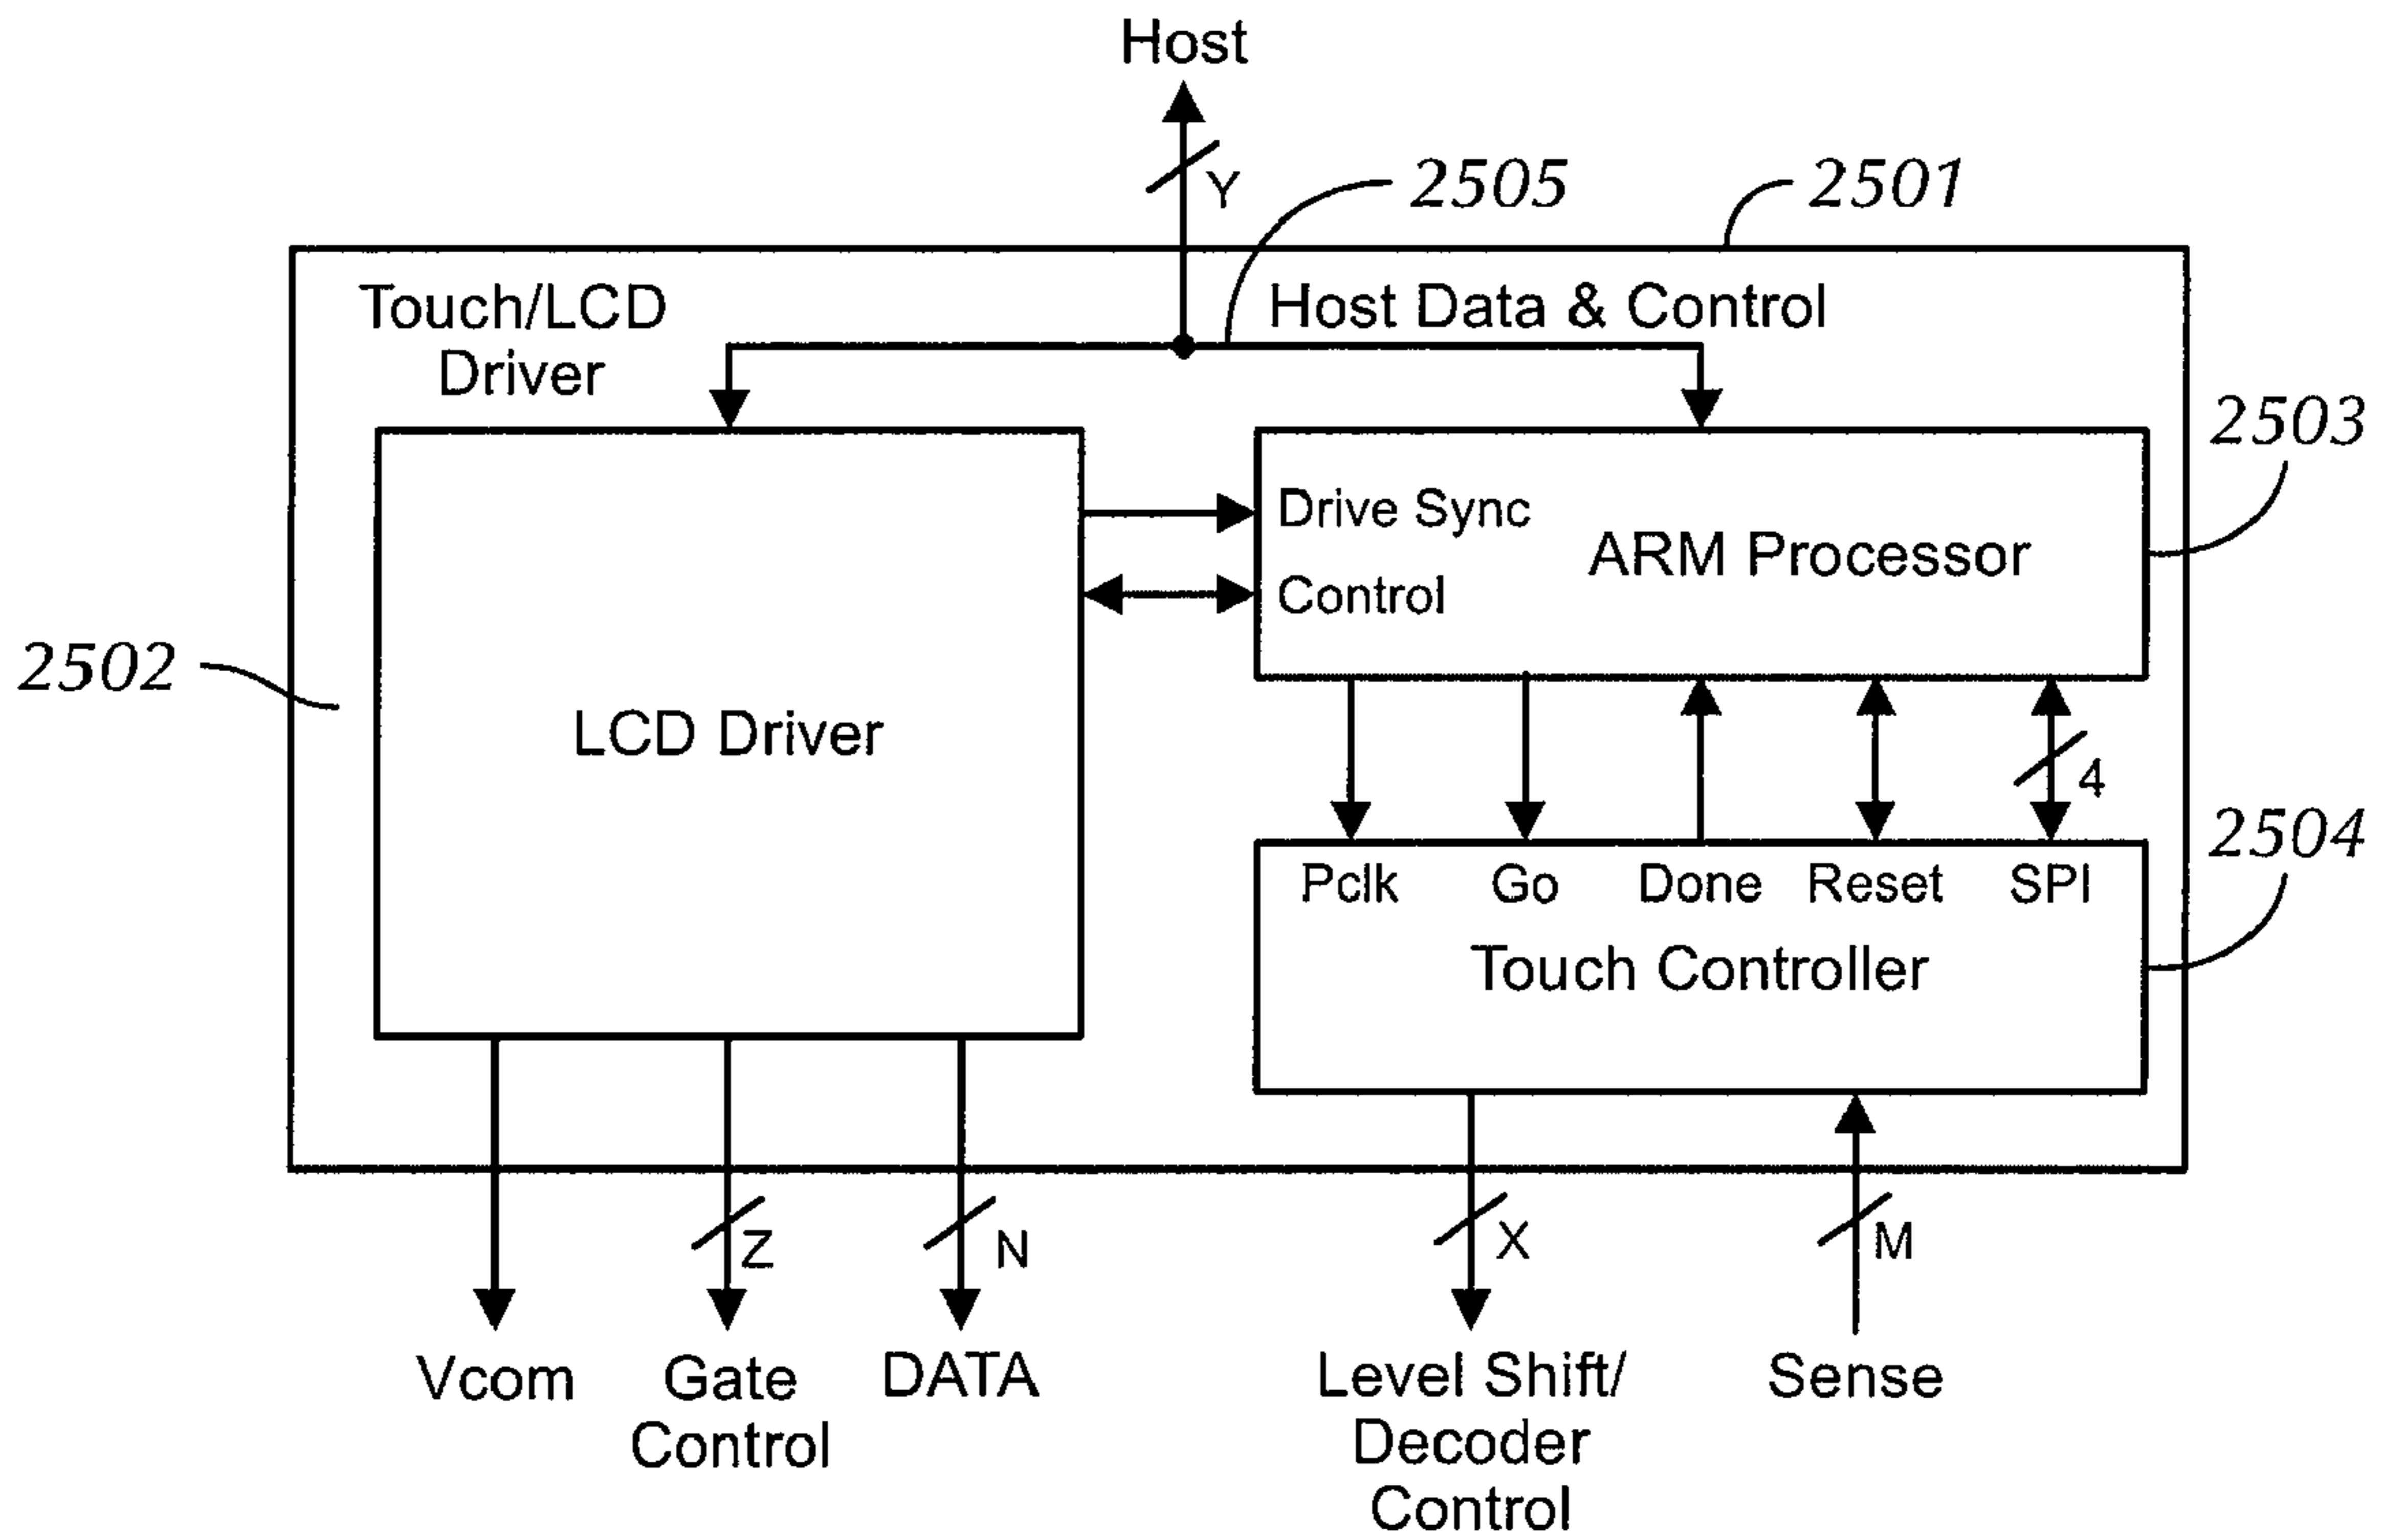 Host
Y
2505
2501
Touch/LCD
Driver
Host Data & Control
2503
Drive Sync
ARM Processor
Control
2502
LCD Driver
4
2504
Pclk Go Done Reset SPI
Touch Controller
Z
N
X
M
Vcom
Gate
Control
DATA
Level Shift/
Decoder
Control
Sense